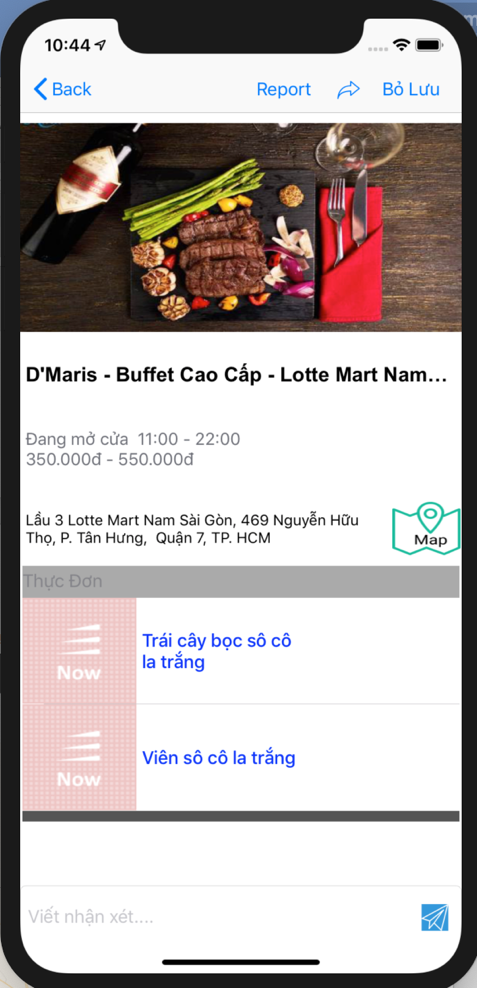 10:44
Back
Report
Bỏ Lưu
D'Maris - Buffet Cao Cấp - Lotte Mart Nam...
Đang mở cửa 11:00 - 22:00
350.000đ - 550.000đ
Lầu 3 Lotte Mart Nam Sài Gòn, 469 Nguyễn Hữu
Thọ, P. Tân Hưng, Quận 7, TP. HCM
Map
Thực Đơn
Now
Trái cây bọc sô cô
la trắng
Now
Viên sô cô la trắng
Viết nhận xét....